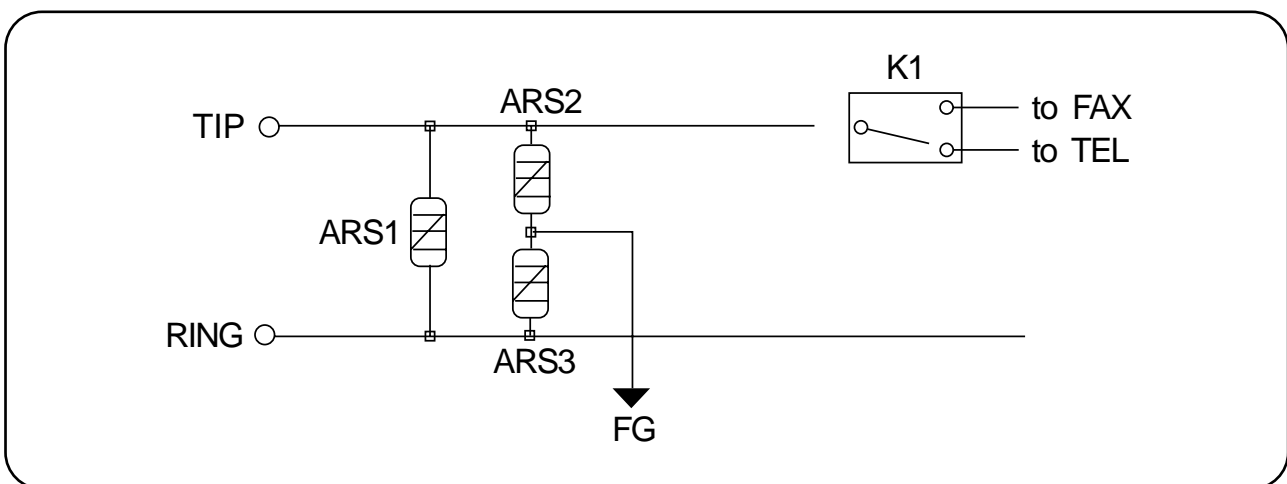 K1
ARS2
to FAX
TIP
to TEL
ARS1
RING
ARS3
FG